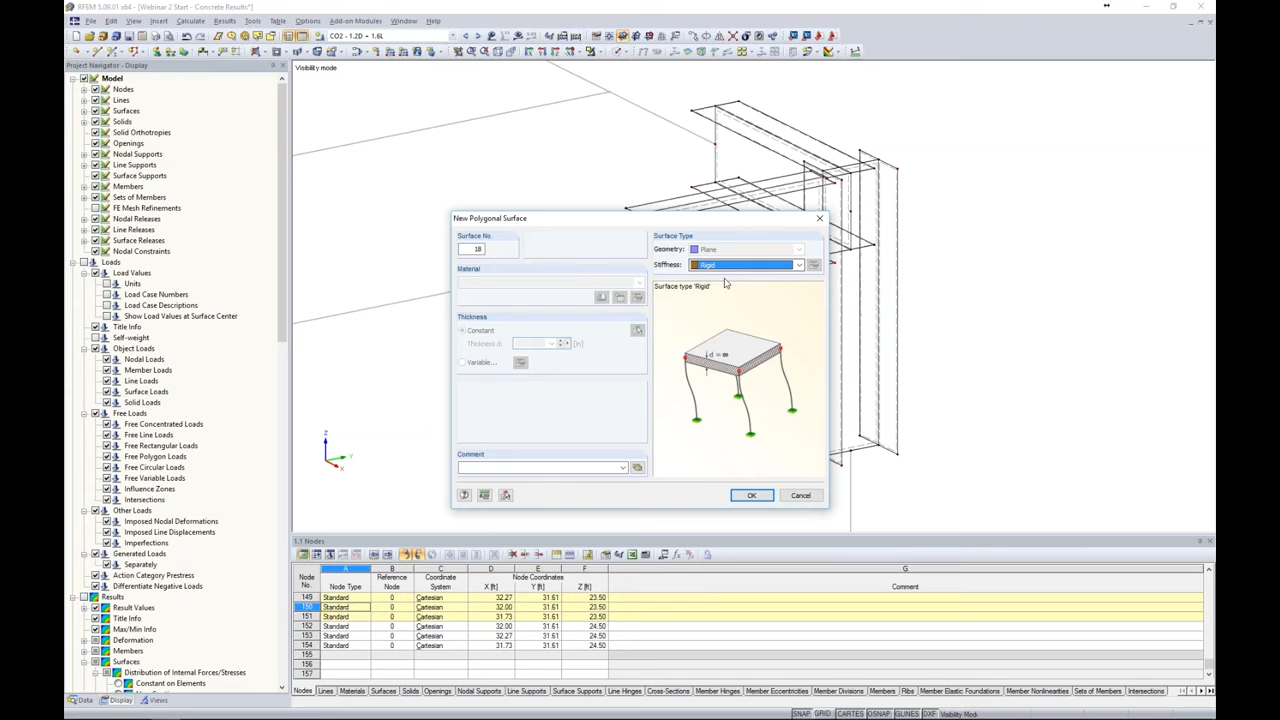 RFEM 5.09.01 x64 - [Webinar 2 Start - Concrete Results*]
File Edit View Insert Calculate Results Tools Table Options Add-on Modules Window Help
CO2 - 1.2D + 1.6L
Project Navigator - Display
Model
Nodes
Lines
Surfaces
Solids
Solid Orthotropies
Openings
Nodal Supports
Line Supports
Surface Supports
Members
Sets of Members
FE Mesh Refinements
Nodal Releases
Line Releases
Surface Releases
Nodal Constraints
Loads
Load Values
Units
Load Case Numbers
Load Case Descriptions
Show Load Values at Surface Center
Title Info
Self-weight
Object Loads
Nodal Loads
Member Loads
Line Loads
Surface Loads
Solid Loads
Free Loads
Free Concentrated Loads
Free Line Loads
Free Rectangular Loads
Free Polygon Loads
Free Circular Loads
Free Variable Loads
Influence Zones
Intersections
Other Loads
Imposed Nodal Deformations
Imposed Line Displacements
Imperfections
Generated Loads
Separately
Action Category Prestress
Differentiate Negative Loads
Results
Result Values
Title Info
Max/Min Info
Deformation
Members
Surfaces
Distribution of Internal Forces/Stresses
Constant on Elements
Data Display Views
Visibility mode
Z
Y
X
New Polygonal Surface
Surface No.
18
Material
Thickness
Constant
Thickness d: [in]
Variable...
Comment
Surface Type
Geometry: Plane
Stiffness: Rigid
Surface type 'Rigid'
d = ∞
OK Cancel
1.1 Nodes
A B C D E F G
Node No. Node Type Reference Node Coordinate System Node Coordinates X [ft] Y [ft] Z [ft] Comment
149 Standard 0 Cartesian 32.27 31.61 23.50
150 Standard 0 Cartesian 32.00 31.61 23.50
151 Standard 0 Cartesian 31.73 31.61 23.50
152 Standard 0 Cartesian 32.00 31.61 24.50
153 Standard 0 Cartesian 32.27 31.61 24.50
154 Standard 0 Cartesian 31.73 31.61 24.50
155
156
157
Nodes Lines Materials Surfaces Solids Openings Nodal Supports Line Supports Surface Supports Line Hinges Cross-Sections Member Hinges Member Eccentricities Member Divisions Members Ribs Member Elastic Foundations Member Nonlinearities Sets of Members Intersections
SNAP GRID CARTES OSNAP GLINES DXF Visibility Mode